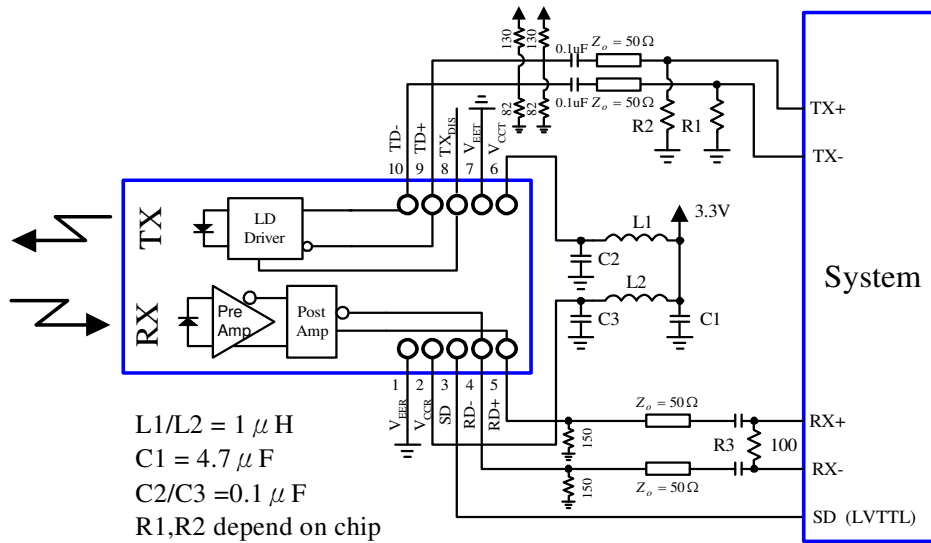 130
130
0.1uF
Zo = 50Ω
0.1uF
Zo = 50Ω
82
82
R2
R1
TX+
TX-
TD-
TD+
TXDIS
VEET
VCCT
10
9
8
7
6
TX
LD
Driver
3.3V
L1
C2
L2
C3
C1
System
RX
Pre
Amp
Post
Amp
1
2
3
4
5
VEER
VCCR
SD
RD-
RD+
150
150
Zo = 50Ω
Zo = 50Ω
R3
100
RX+
RX-
SD (LVTTL)
L1/L2 = 1 μH
C1 = 4.7 μF
C2/C3 =0.1 μF
R1,R2 depend on chip